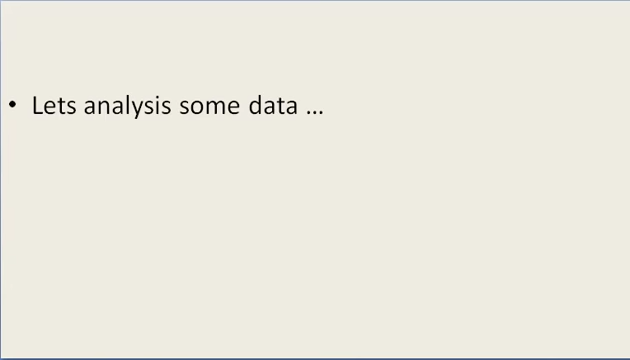 • Lets analysis some data ...